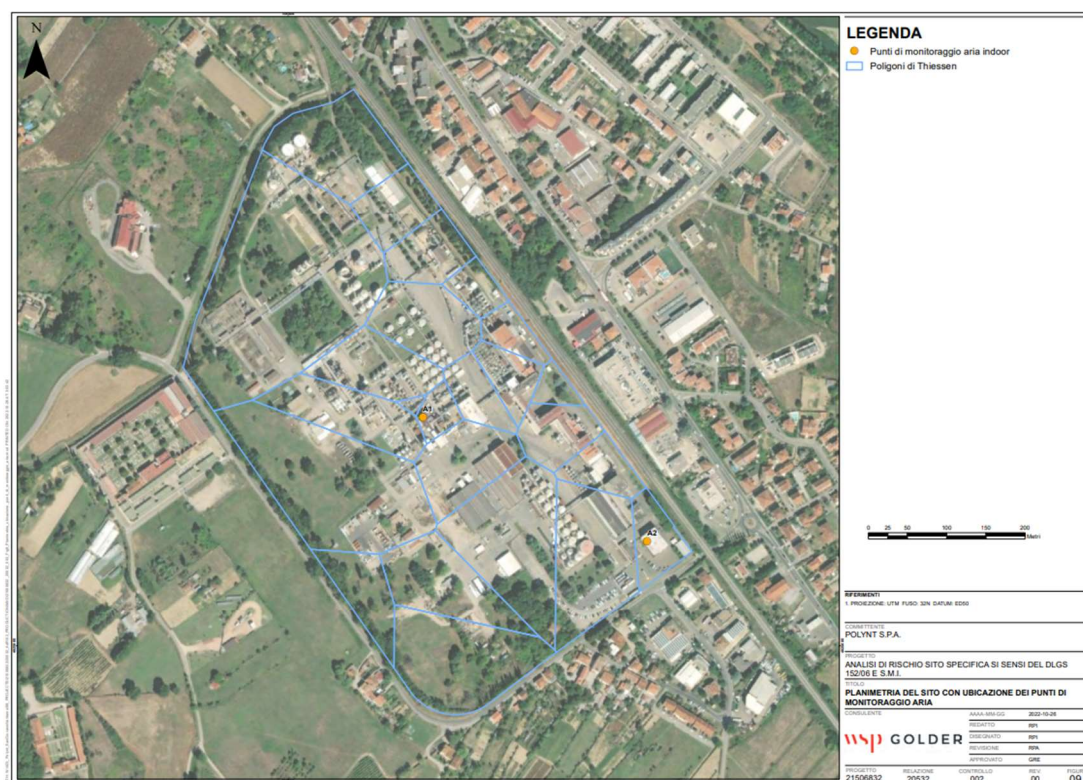 N
A1
A2
LEGENDA
Punti di monitoraggio aria indoor
Poligoni di Thiessen
0 25 50 100 150 200
Metri
RIFERIMENTI
1. PROIEZIONE: UTM FUSO: 32N DATUM: ED50
COMMITTENTE
POLYNT S.P.A.
PROGETTO
ANALISI DI RISCHIO SITO SPECIFICA SI SENSI DEL DLGS
152/06 E S.M.I.
TITOLO
PLANIMETRIA DEL SITO CON UBICAZIONE DEI PUNTI DI
MONITORAGGIO ARIA
CONSULENTE
wsp GOLDER
AAAA-MM-GG 2022-10-26
REDATTO RPI
DISEGNATO RPI
REVISIONE RPA
APPROVATO GRE
PROGETTO RELAZIONE CONTROLLO REV. FIGURA
21506832 20532 002 00 09